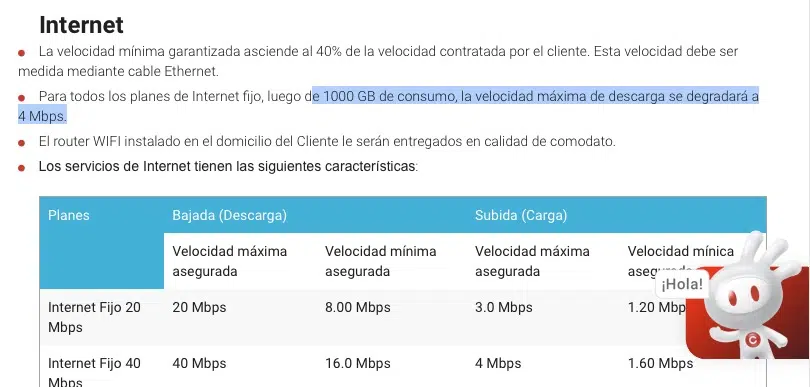 Internet
La velocidad mínima garantizada asciende al 40% de la velocidad contratada por el cliente. Esta velocidad debe ser
medida mediante cable Ethernet.
Para todos los planes de Internet fijo, luego de 1000 GB de consumo, la velocidad máxima de descarga se degradará a
4 Mbps.
El router WIFI instalado en el domicilio del Cliente le serán entregados en calidad de comodato.
Los servicios de Internet tienen las siguientes características:
Planes Bajada (Descarga) Subida (Carga)
Velocidad máxima Velocidad mínima Velocidad máxima Velocidad mínica
asegurada asegurada asegurada
¡Hola!
Internet Fijo 20 20 Mbps 8.00 Mbps 3.0 Mbps 1.20
Mbps
Internet Fijo 40 40 Mbps 16.0 Mbps 4 Mbps 1.60 Mbps
Mbps